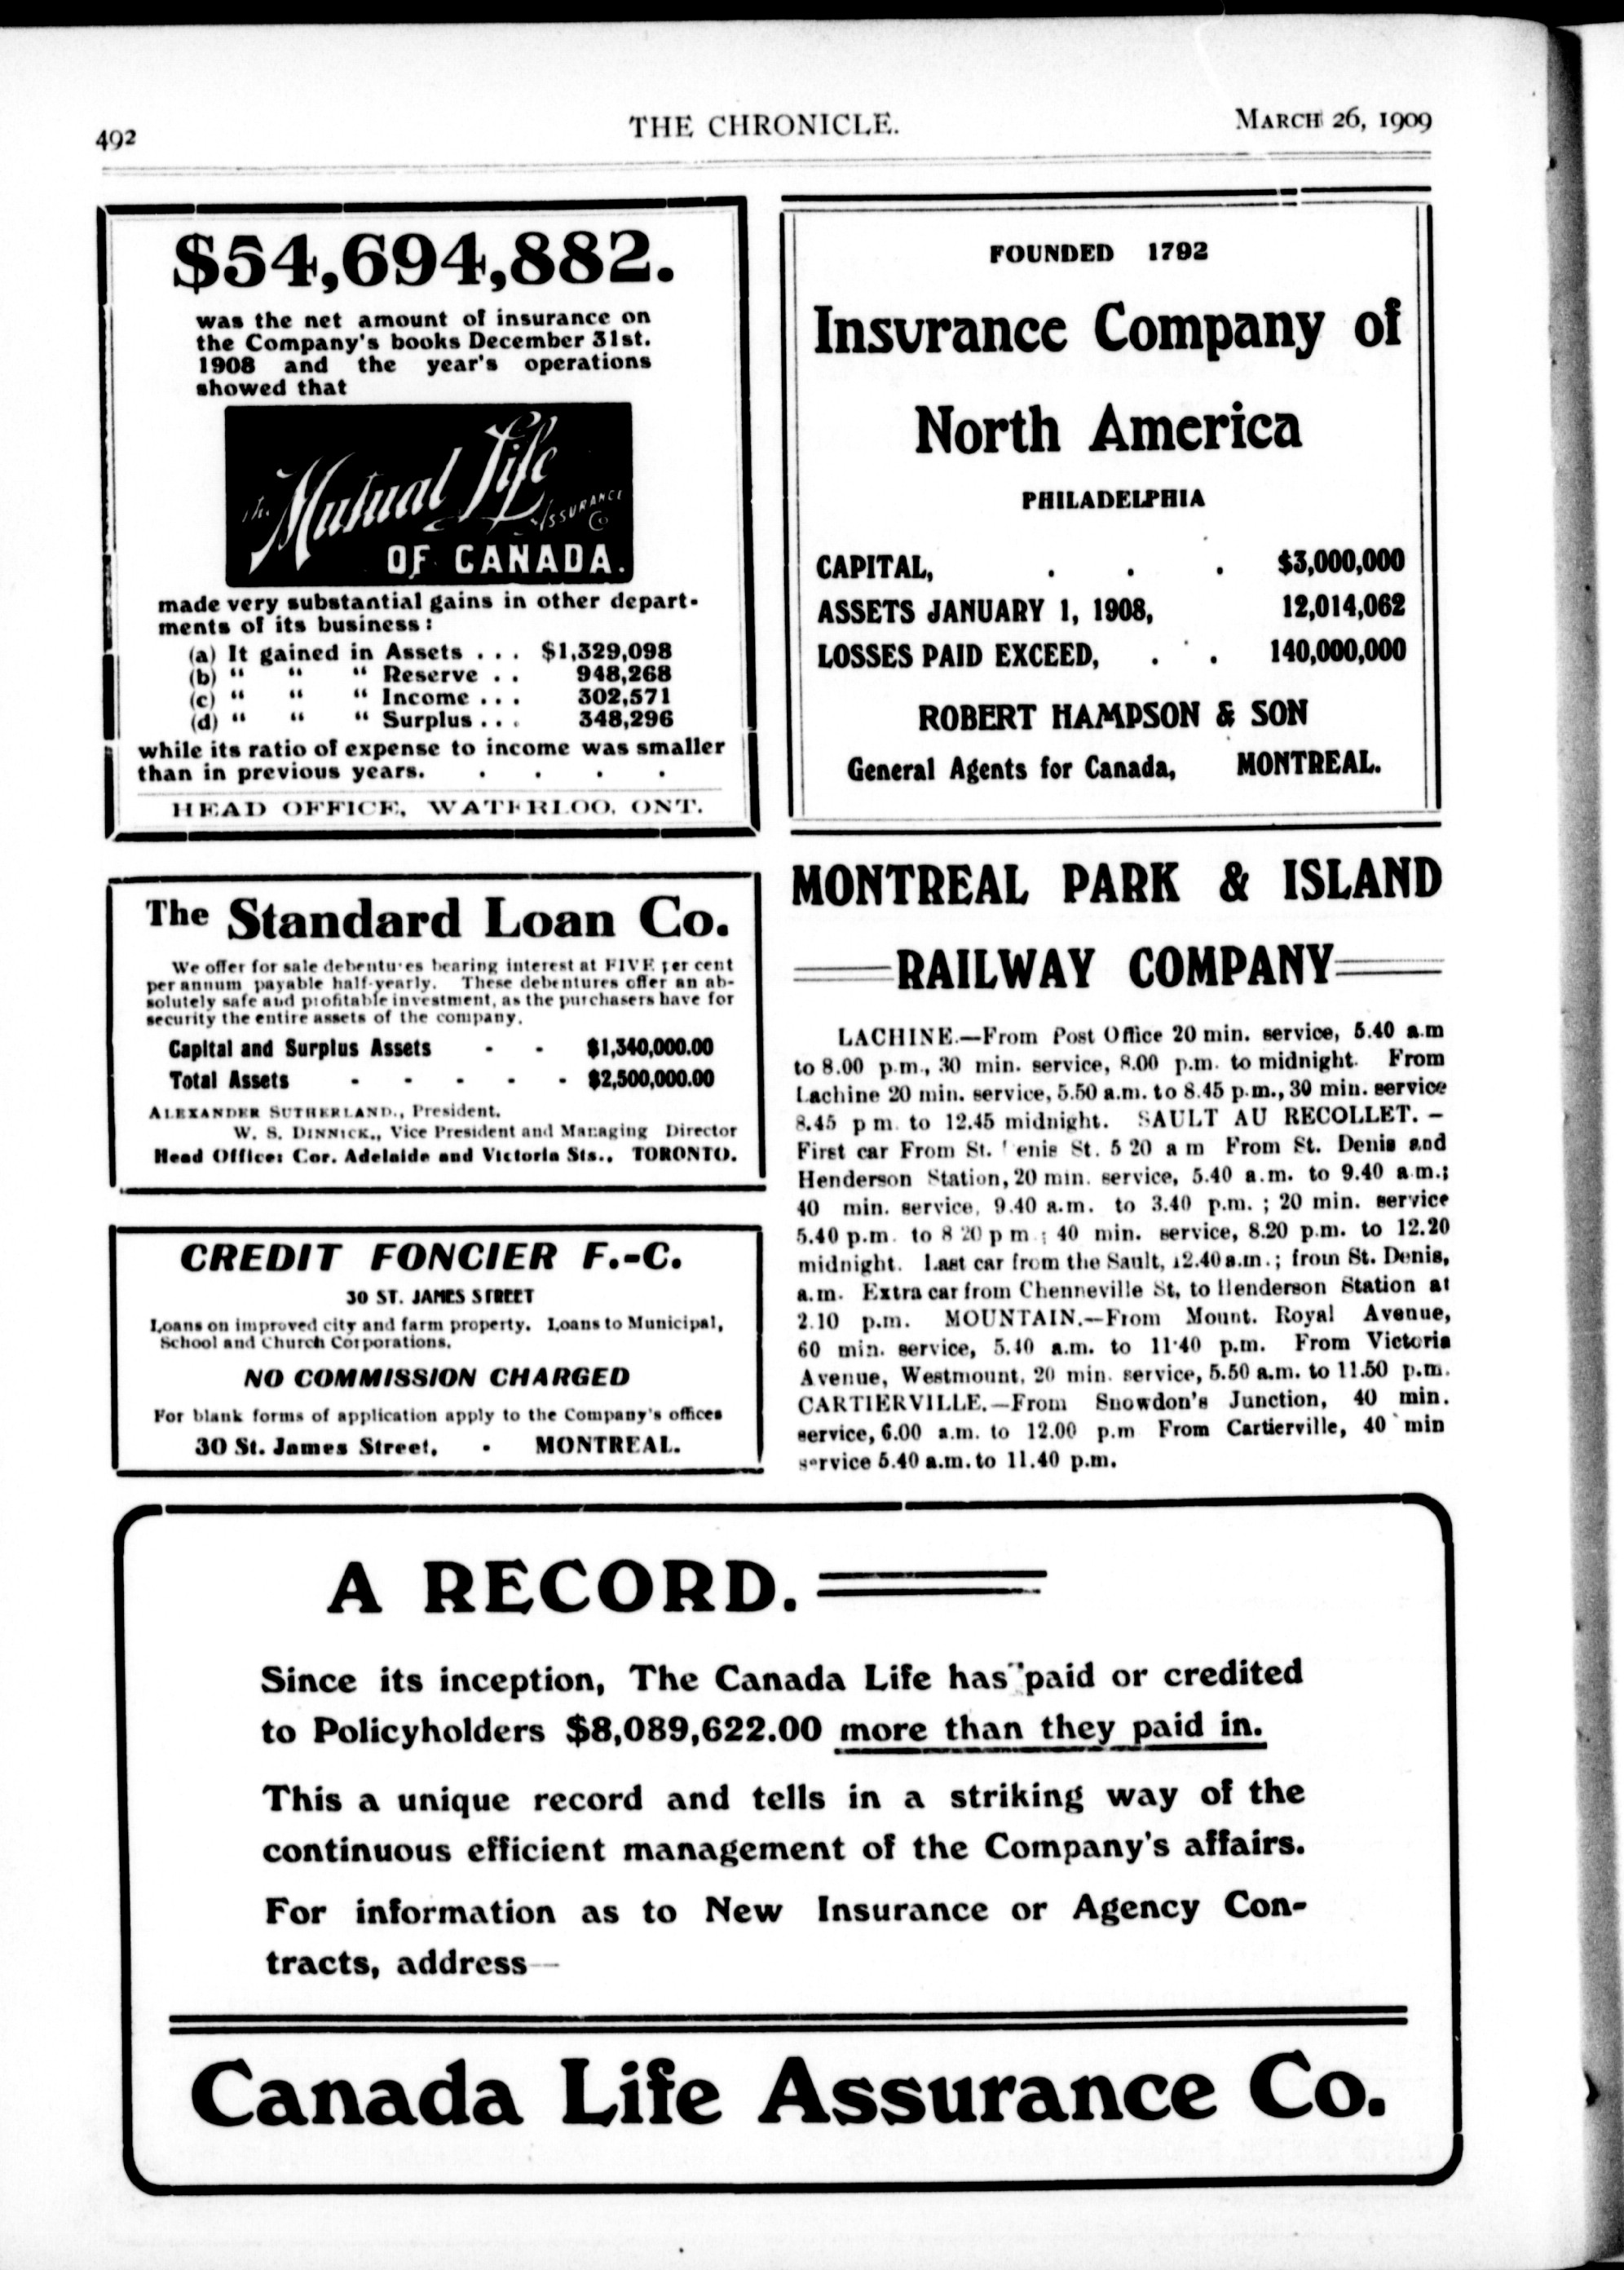 492
THE CHRONICLE.
MARCH 26, 1909
$54,694,882.
was the net amount of insurance on
the Company's books December 31st.
1908 and the year's operations
showed that
The Mutual Life
ASSURANCE
Co
OF CANADA.
made very substantial gains in other depart-
ments of its business:
(a) It gained in Assets . . . $1,329,098
(b) " " " Reserve . . 948,268
(c) " " " Income . . . 302,571
(d) " " " Surplus . . . 348,296
while its ratio of expense to income was smaller
than in previous years. . . . .
HEAD OFFICE, WATERLOO, ONT.
FOUNDED 1792
Insurance Company of
North America
PHILADELPHIA
CAPITAL, . . . $3,000,000
ASSETS JANUARY 1, 1908, 12,014,062
LOSSES PAID EXCEED, . . 140,000,000
ROBERT HAMPSON & SON
General Agents for Canada, MONTREAL.
The Standard Loan Co.
We offer for sale debentures bearing interest at FIVE per cent
per annum payable half-yearly. These debentures offer an ab-
solutely safe and profitable investment, as the purchasers have for
security the entire assets of the company.
Capital and Surplus Assets - - $1,340,000.00
Total Assets - - - - - $2,500,000.00
ALEXANDER SUTHERLAND., President.
W. S. DINNICK., Vice President and Managing Director
Head Office: Cor. Adelaide and Victoria Sts., TORONTO.
CREDIT FONCIER F.-C.
30 ST. JAMES STREET
Loans on improved city and farm property. Loans to Municipal,
School and Church Corporations.
NO COMMISSION CHARGED
For blank forms of application apply to the Company's offices
30 St. James Street, - MONTREAL.
MONTREAL PARK & ISLAND
RAILWAY COMPANY
LACHINE.—From Post Office 20 min. service, 5.40 a.m
to 8.00 p.m., 30 min. service, 8.00 p.m. to midnight. From
Lachine 20 min. service, 5.50 a.m. to 8.45 p.m., 30 min. service
8.45 p m. to 12.45 midnight. SAULT AU RECOLLET. —
First car From St. Denis St. 5 20 a m From St. Denis and
Henderson Station, 20 min. service, 5.40 a.m. to 9.40 a.m.;
40 min. service, 9.40 a.m. to 3.40 p.m. ; 20 min. service
5.40 p.m. to 8 20 p m ; 40 min. service, 8.20 p.m. to 12.20
midnight. Last car from the Sault, 12.40 a.m. ; from St. Denis,
a.m. Extra car from Chenneville St, to Henderson Station at
2.10 p.m. MOUNTAIN.—From Mount. Royal Avenue,
60 min. service, 5.40 a.m. to 11·40 p.m. From Victoria
Avenue, Westmount, 20 min. service, 5.50 a.m. to 11.50 p.m.
CARTIERVILLE.—From Snowdon's Junction, 40 min.
service, 6.00 a.m. to 12.00 p.m From Cartierville, 40 min
service 5.40 a.m. to 11.40 p.m.
A RECORD.
Since its inception, The Canada Life has paid or credited
to Policyholders $8,089,622.00 more than they paid in.
This a unique record and tells in a striking way of the
continuous efficient management of the Company's affairs.
For information as to New Insurance or Agency Con-
tracts, address—
Canada Life Assurance Co.